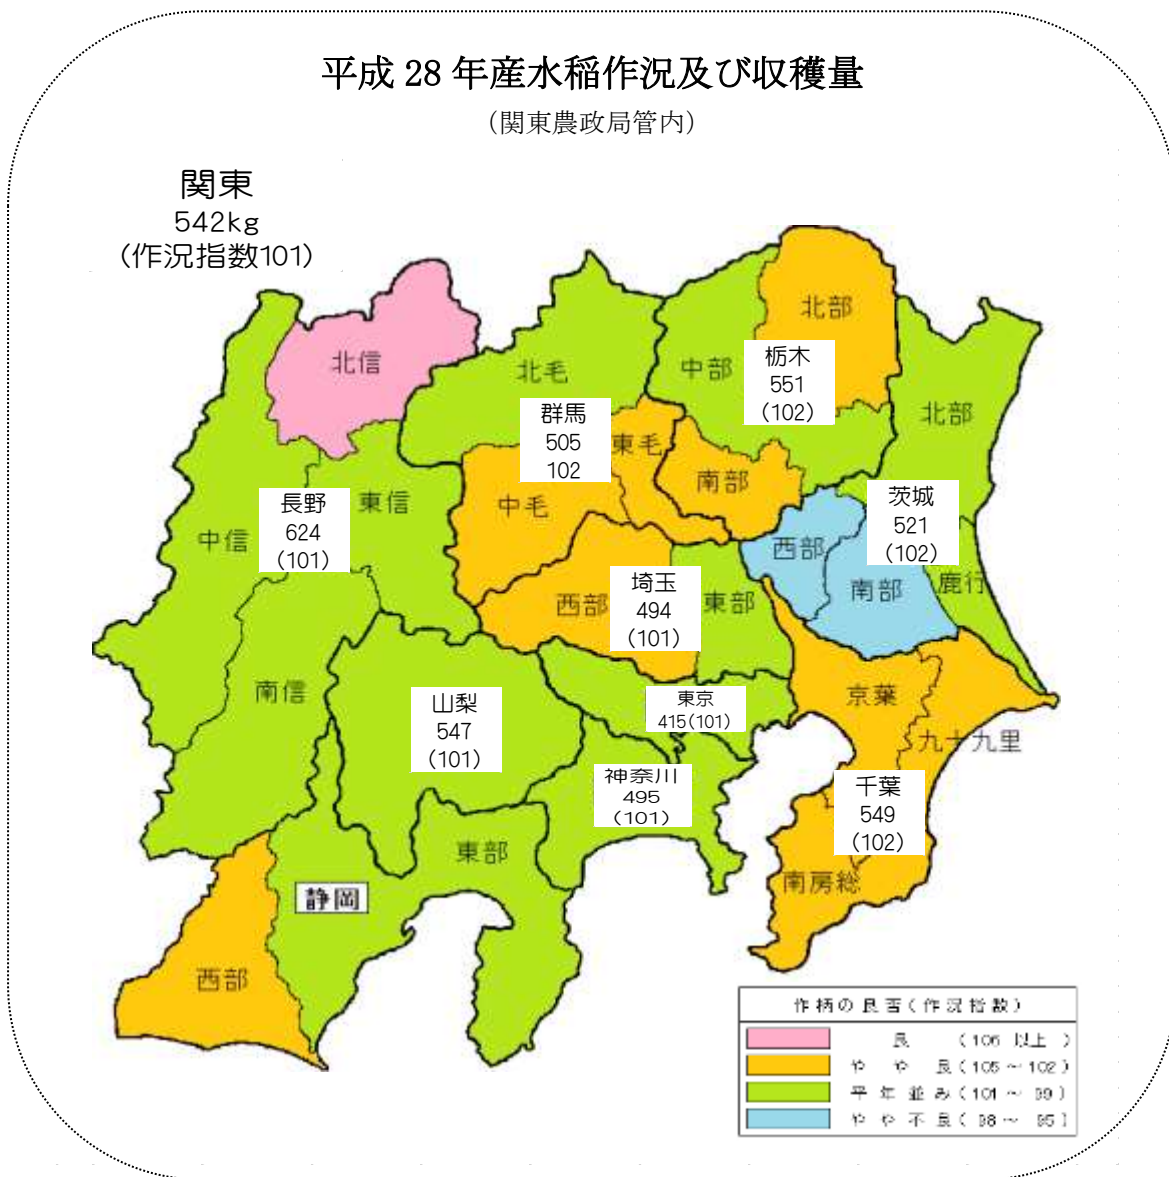 平成 28 年産水稲作況及び収穫量
(関東農政局管内)
関東
542kg
(作況指数101)
北信
北毛
中部
北部
栃木
551
(102)
北部
群馬
505
102
東毛
南部
中毛
長野
624
(101)
東信
中信
茨城
521
(102)
西部
南部
鹿行
西部
埼玉
494
(101)
東部
南信
山梨
547
(101)
東京
415(101)
京葉
九十九里
神奈川
495
(101)
千葉
549
(102)
東部
南房総
静岡
西部
作柄の良否(作況指数)
良 (106 以上 )
や や 良(105 ~ 102)
平 年 並 み(101 ~ 99)
や や 不 良( 98 ~ 95)